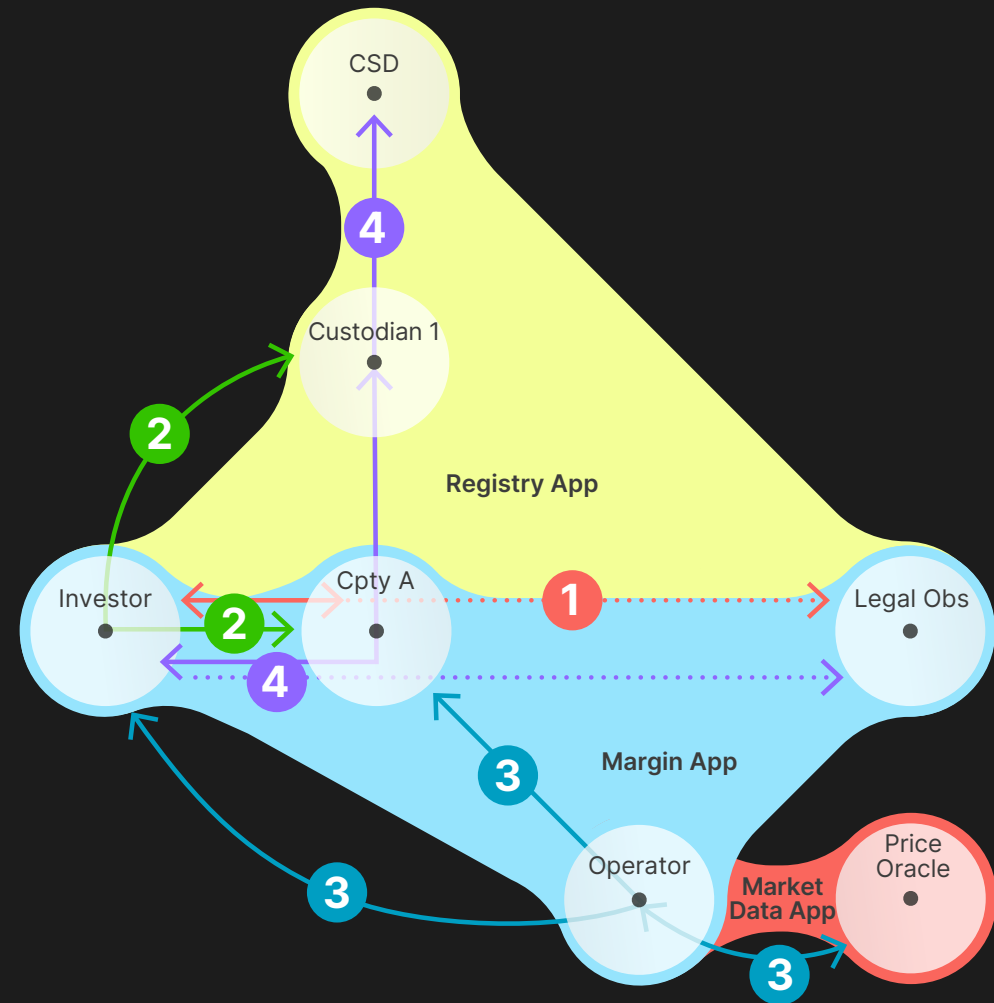 CSD
4
Custodian 1
2
Registry App
Investor
Cpty A
1
Legal Obs
2
4
Margin App
3
Operator
Price
Oracle
Market
Data App
3
3